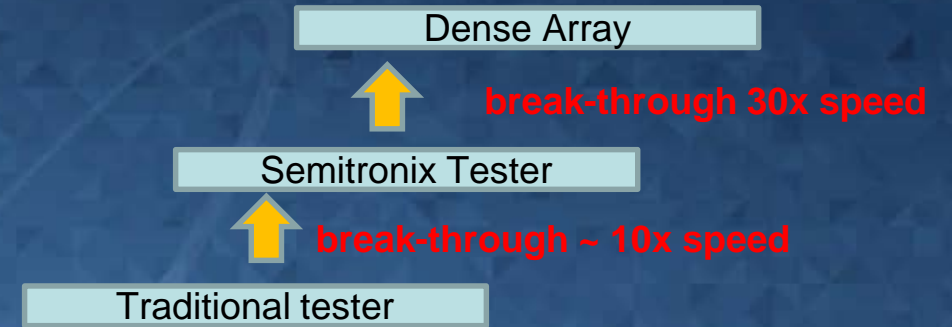 Dense Array
break-through 30x speed
Semitronix Tester
break-through ~ 10x speed
Traditional tester